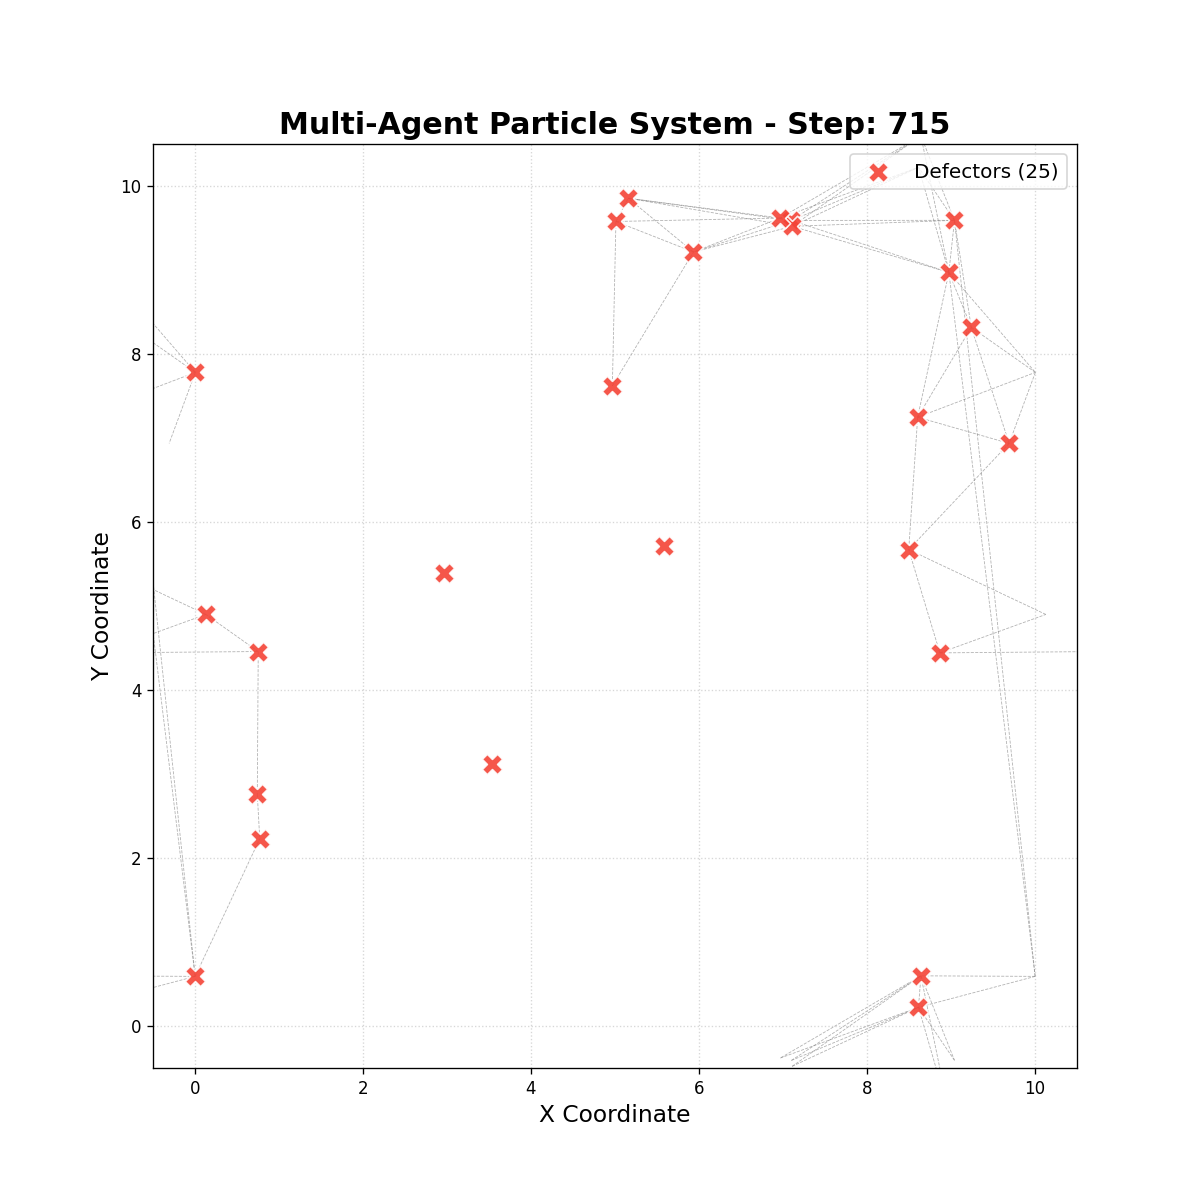 Multi-Agent Particle System - Step: 715
Defectors (25)
10
8
6
4
2
0
Y Coordinate
0 2 4 6 8 10
X Coordinate